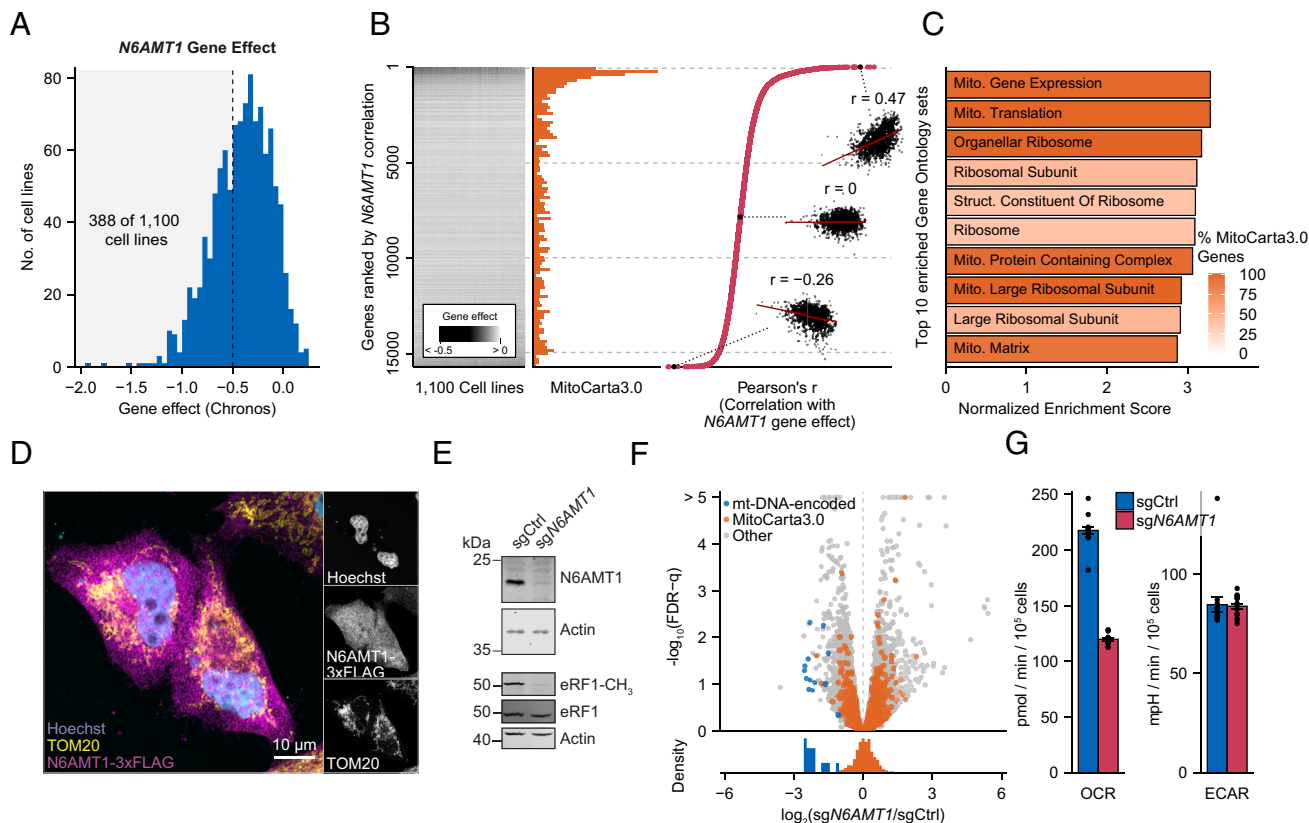 A
N6AMT1 Gene Effect
80
60
40
20
0
No. of cell lines
388 of 1,100
cell lines
−2.0 −1.5 −1.0 −0.5 0.0
Gene effect (Chronos)
B
Genes ranked by N6AMT1 correlation
1
5000
10000
15000
Gene effect
< -0.5 > 0
1,100 Cell lines
MitoCarta3.0
r = 0.47
r = 0
r = −0.26
Pearson's r
(Correlation with
N6AMT1 gene effect)
C
Top 10 enriched Gene Ontology sets
Mito. Gene Expression
Mito. Translation
Organellar Ribosome
Ribosomal Subunit
Struct. Constituent Of Ribosome
Ribosome
Mito. Protein Containing Complex
Mito. Large Ribosomal Subunit
Large Ribosomal Subunit
Mito. Matrix
0 1 2 3
Normalized Enrichment Score
% MitoCarta3.0
Genes
100
75
50
25
0
D
Hoechst
TOM20
N6AMT1-3xFLAG
10 µm
Hoechst
N6AMT1-
3xFLAG
TOM20
E
sgCtrl
sgN6AMT1
kDa
25
N6AMT1
Actin
35
50
eRF1-CH₃
50
eRF1
40
Actin
F
-log₁₀(FDR−q)
> 5
4
3
2
1
0
mt-DNA-encoded
MitoCarta3.0
Other
Density
−6 −3 0 3 6
log₂(sgN6AMT1/sgCtrl)
G
sgCtrl
sgN6AMT1
pmol / min / 10⁵ cells
250
200
150
100
50
0
OCR
mpH / min / 10⁵ cells
100
50
0
ECAR